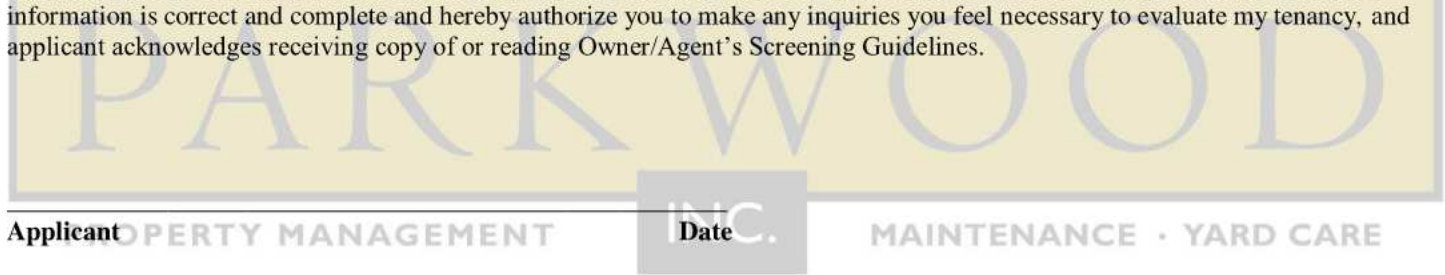 information is correct and complete and hereby authorize you to make any inquiries you feel necessary to evaluate my tenancy, and
applicant acknowledges receiving copy of or reading Owner/Agent's Screening Guidelines.
PARKWOOD
INC.
Applicant Date
PROPERTY MANAGEMENT MAINTENANCE · YARD CARE